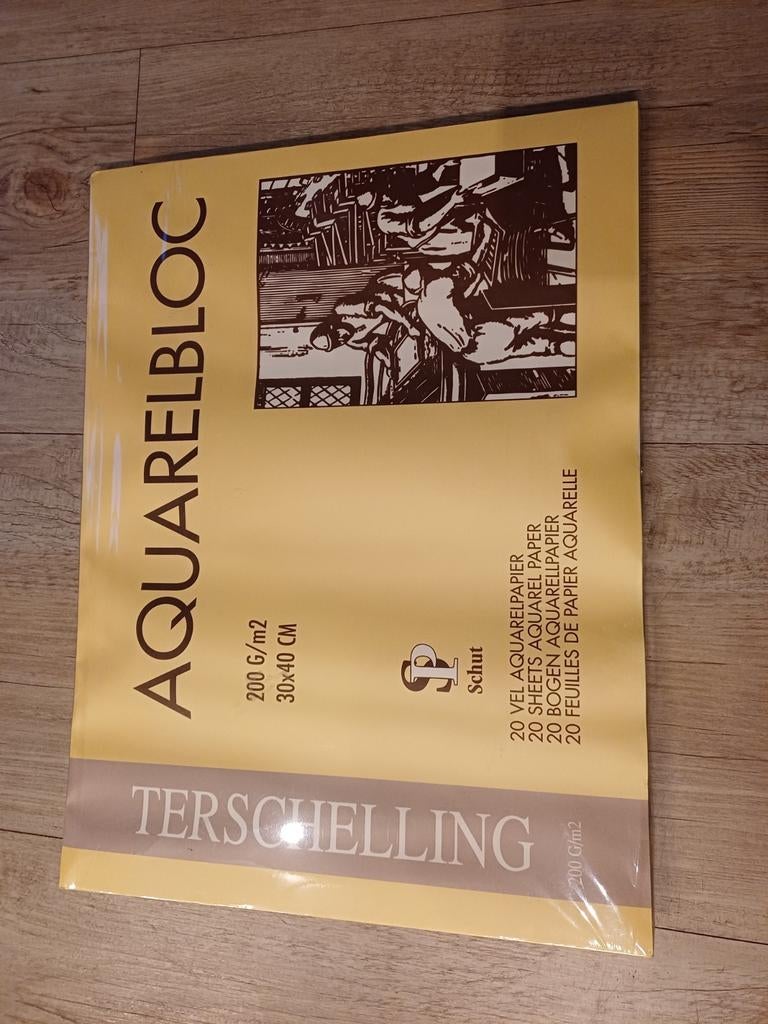 AQUARELBLOC
200 G/m2
30x40 CM
SP
Schut
20 VEL AQUARELPAPIER
20 SHEETS AQUAREL PAPER
20 BOGEN AQUARELLPAPIER
20 FEUILLES DE PAPIER AQUARELLE
TERSCHELLING
200 G/m2